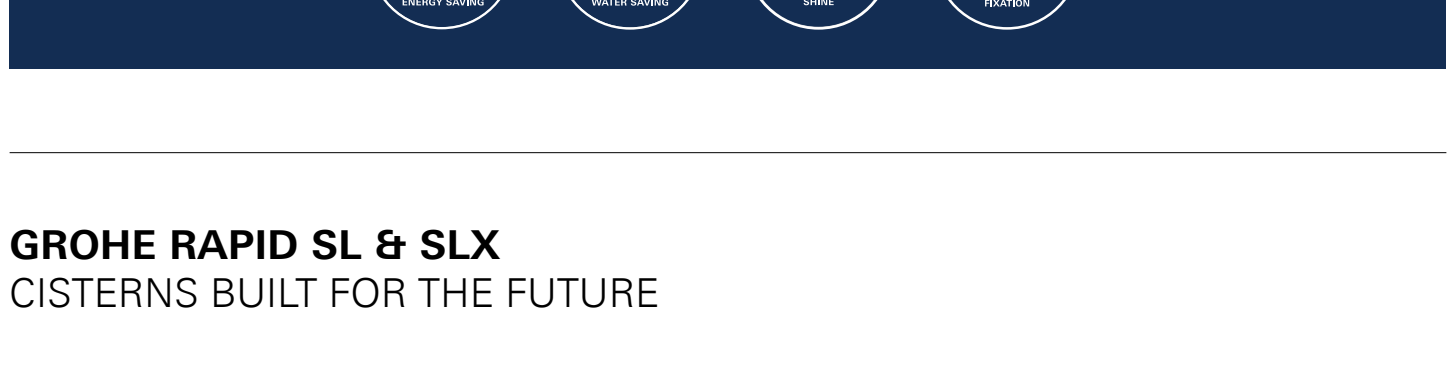 ENERGY SAVING
WATER SAVING
SHINE
FIXATION
GROHE RAPID SL & SLX
CISTERNS BUILT FOR THE FUTURE